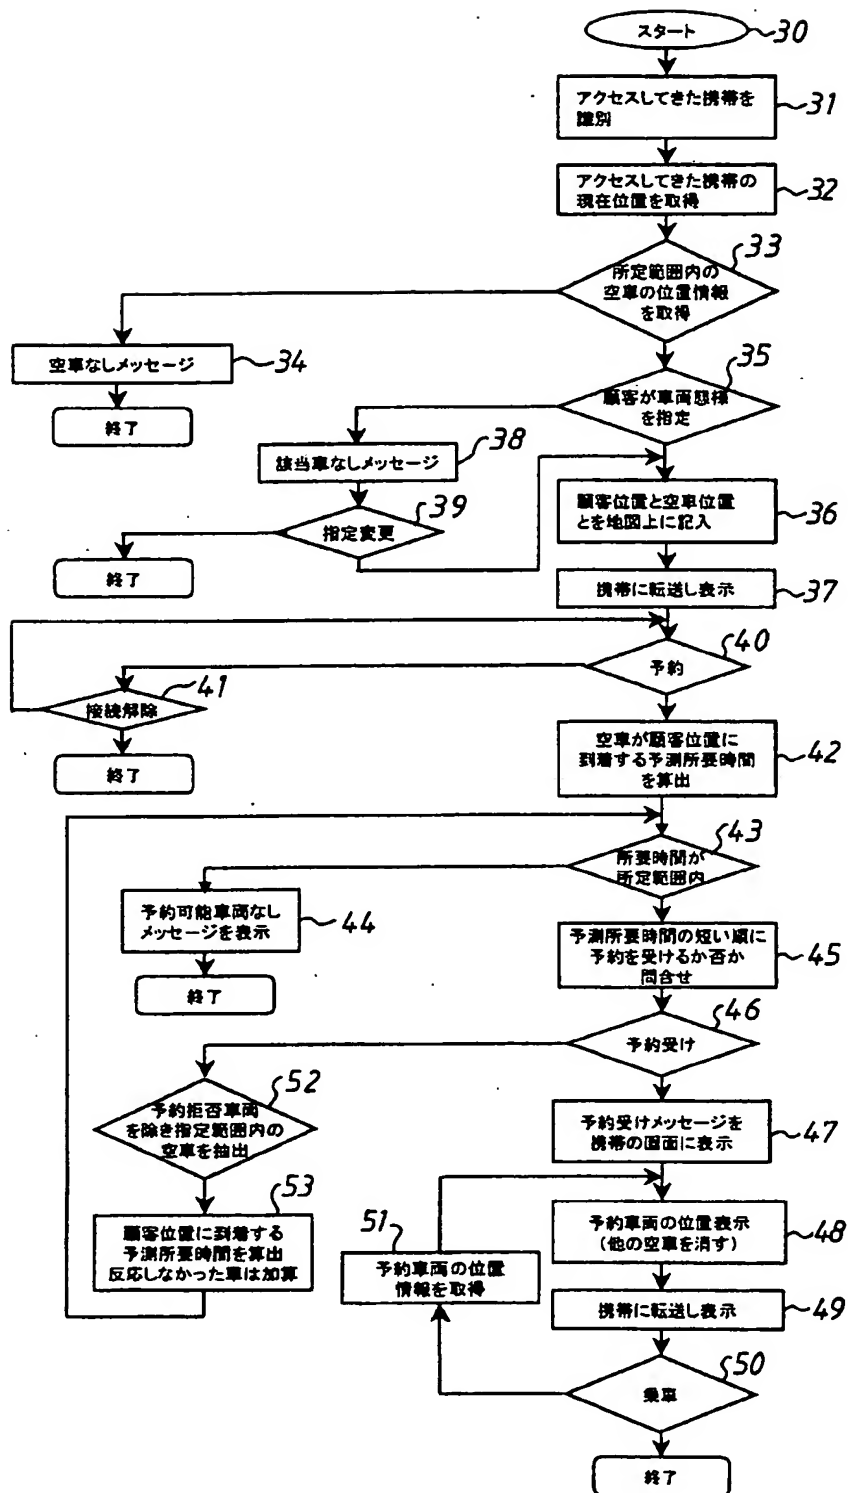 スタート
30
アクセスしてきた携帯を
識別
31
アクセスしてきた携帯の
現在位置を取得
32
所定範囲内の
空車の位置情報
を取得
33
空車なしメッセージ
34
終了
顧客が車両態様
を指定
35
該当車なしメッセージ
38
指定変更
39
終了
顧客位置と空車位置
とを地図上に記入
36
携帯に転送し表示
37
予約
40
接続解除
41
終了
空車が顧客位置に
到着する予測所要時間
を算出
42
所要時間が
所定範囲内
43
予約可能車両なし
メッセージを表示
44
終了
予測所要時間の短い順に
予約を受けるか否か
問合せ
45
予約受け
46
予約拒否車両
を除き指定範囲内の
空車を抽出
52
予約受けメッセージを
携帯の画面に表示
47
顧客位置に到着する
予測所要時間を算出
反応しなかった車は加算
53
予約車両の位置
情報を取得
51
予約車両の位置表示
(他の空車を消す)
48
携帯に転送し表示
49
乗車
50
終了